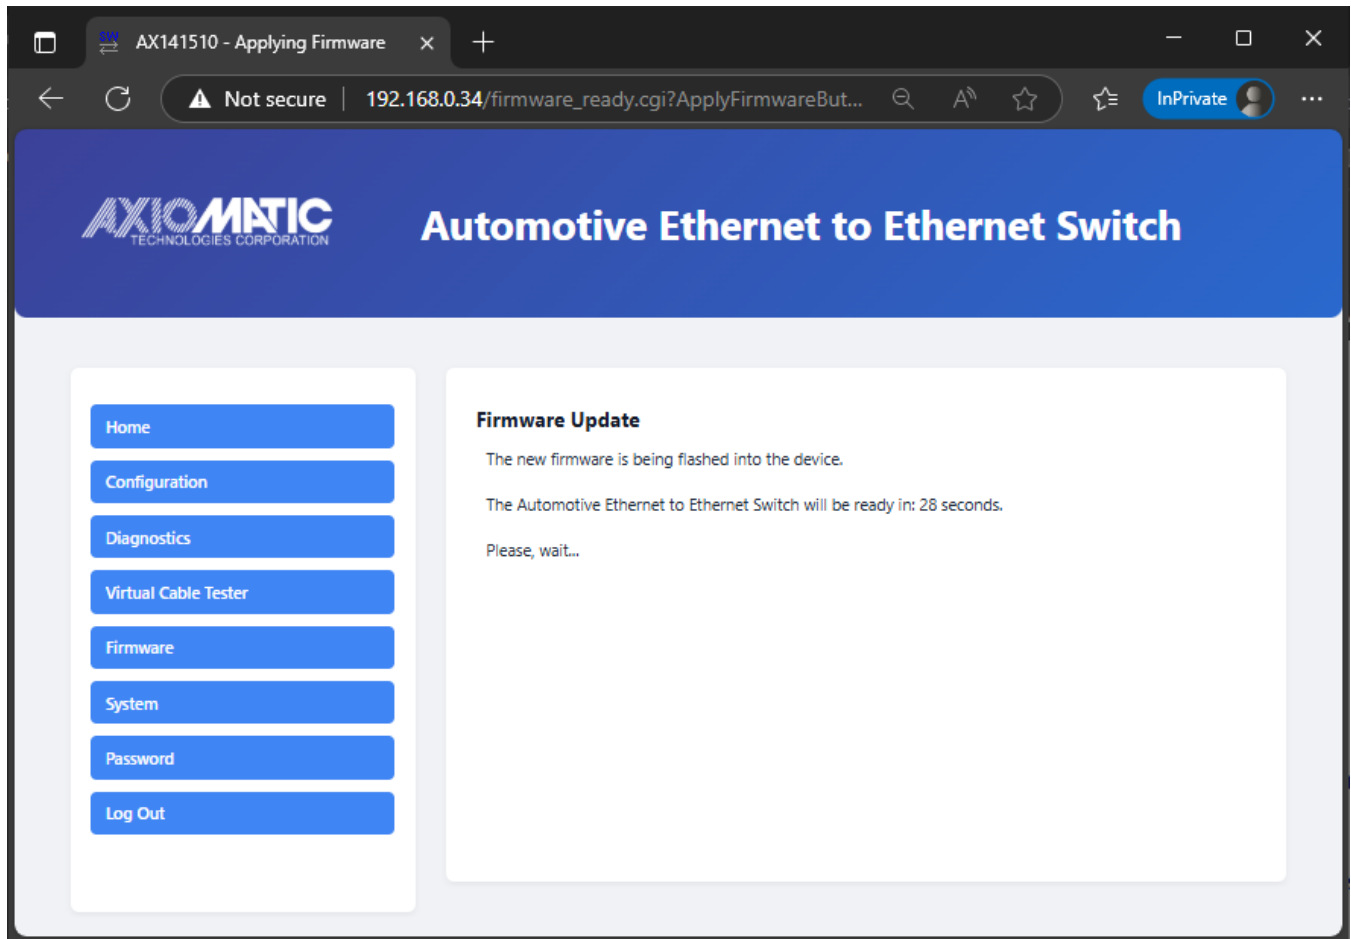 SW
AX141510 - Applying Firmware
Not secure
192.168.0.34/firmware_ready.cgi?ApplyFirmwareBut...
InPrivate
AXIOMATIC
TECHNOLOGIES CORPORATION
Automotive Ethernet to Ethernet Switch
Home
Configuration
Diagnostics
Virtual Cable Tester
Firmware
System
Password
Log Out
Firmware Update
The new firmware is being flashed into the device.
The Automotive Ethernet to Ethernet Switch will be ready in: 28 seconds.
Please, wait...